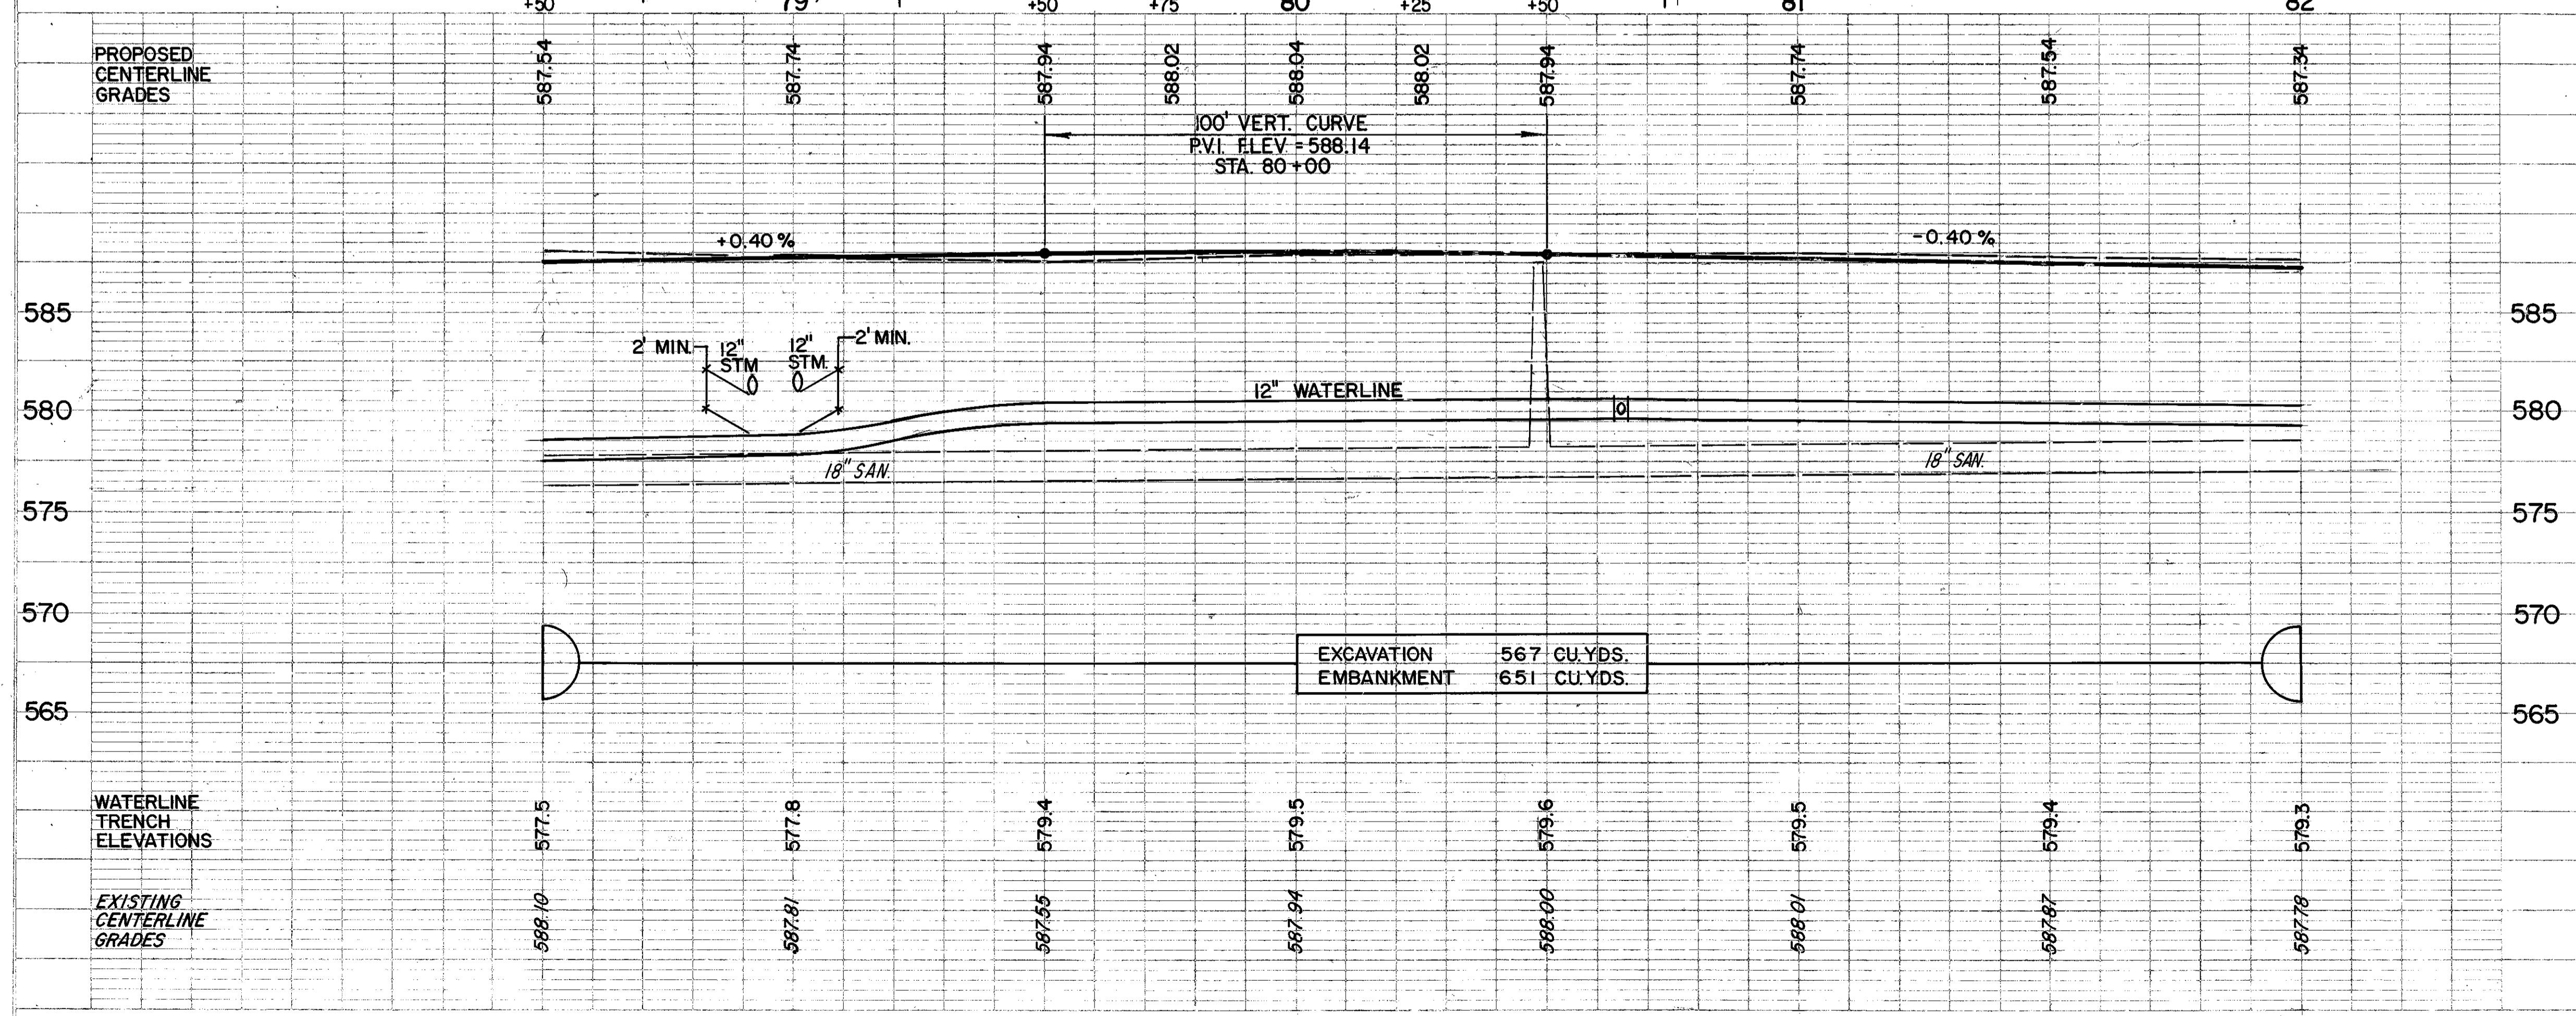 +50 79 +50 +75 80 +25 +50 81 82
PROPOSED
CENTERLINE
GRADES
587.54 587.74 587.94 588.02 588.04 588.02 587.94 587.74 587.54 587.34
100' VERT. CURVE
P.V.I. ELEV. = 588.14
STA. 80+00
+0.40%
-0.40%
585 585
2' MIN. 12" STM 12" STM. 2' MIN.
12" WATERLINE
580 580
18" SAN. 18" SAN.
575 575
570 570
EXCAVATION 567 CU.YDS.
EMBANKMENT 651 CU.YDS.
565 565
WATERLINE
TRENCH
ELEVATIONS
577.5 577.8 579.4 579.5 579.6 579.5 579.4 579.3
EXISTING
CENTERLINE
GRADES
588.10 587.81 587.55 587.94 588.00 588.01 587.87 587.78